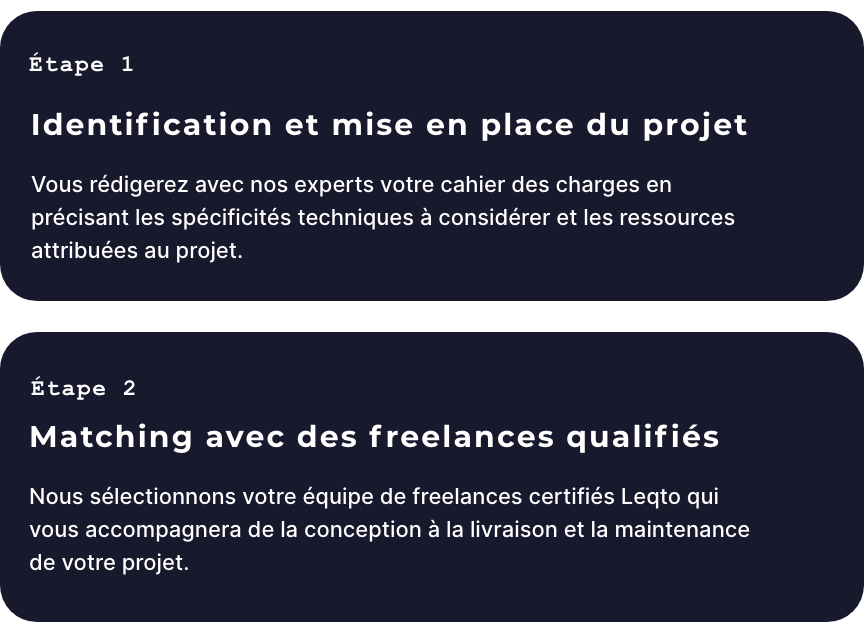 Étape 1
Identification et mise en place du projet
Vous rédigerez avec nos experts votre cahier des charges en
précisant les spécificités techniques à considérer et les ressources
attribuées au projet.
Étape 2
Matching avec des freelances qualifiés
Nous sélectionnons votre équipe de freelances certifiés Leqto qui
vous accompagnera de la conception à la livraison et la maintenance
de votre projet.